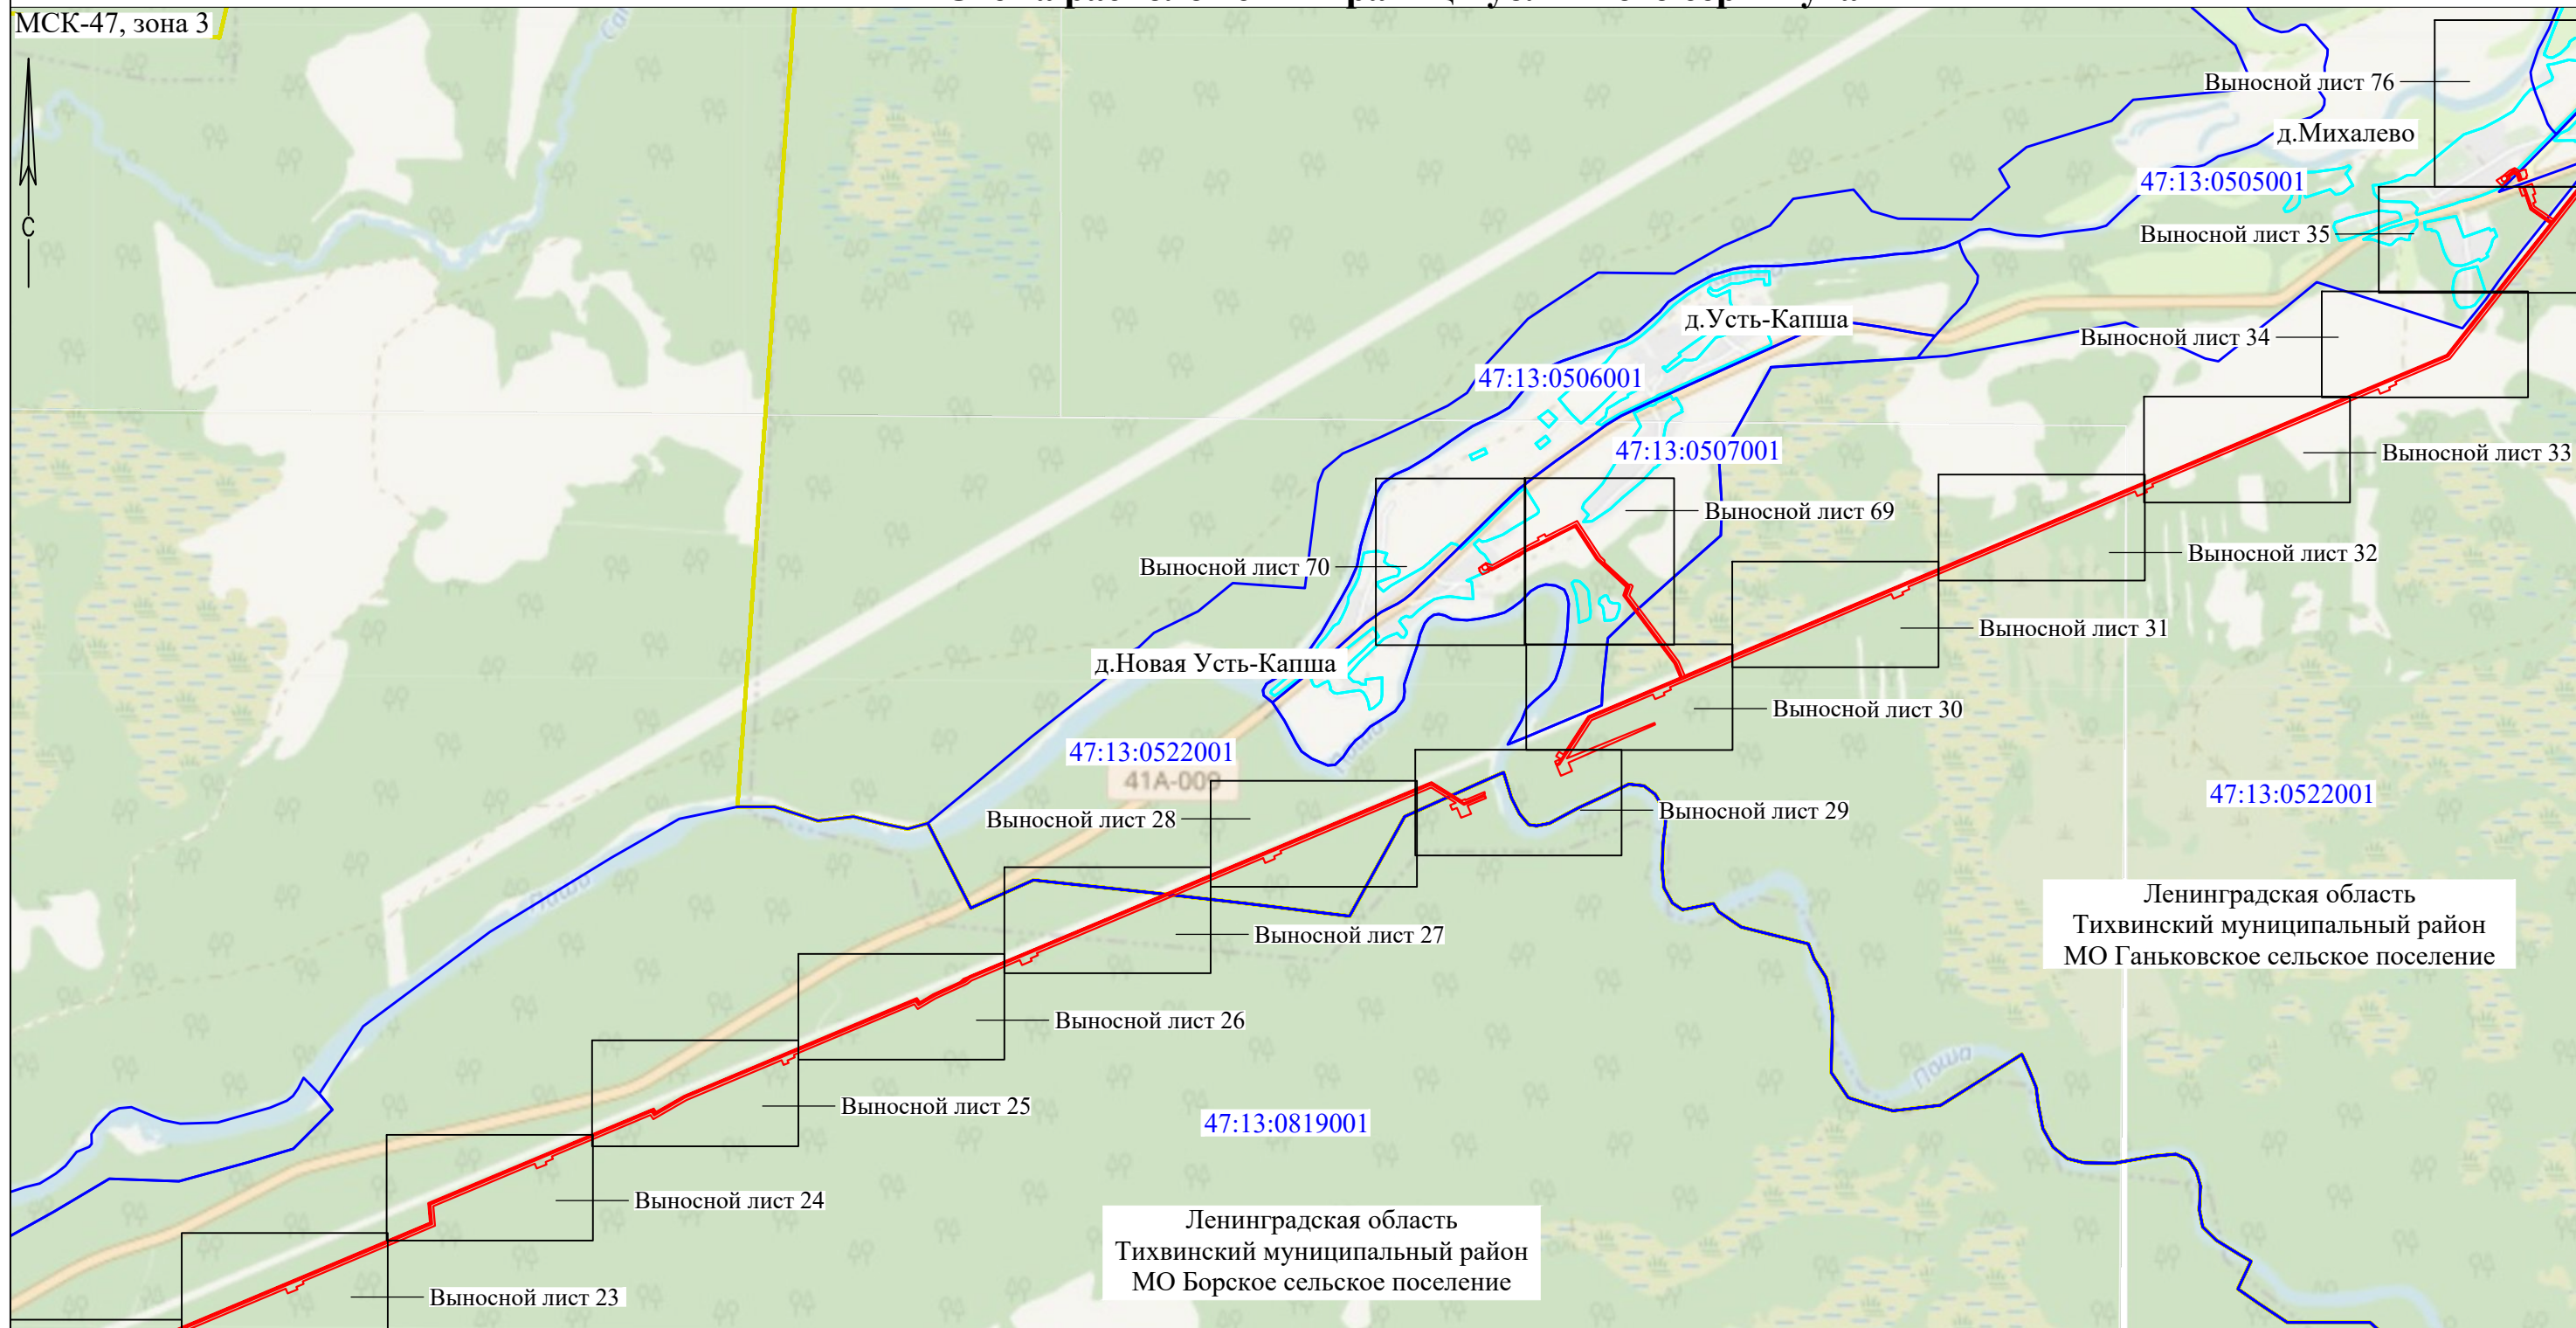 МСК-47, зона 3
С
Выносной лист 76
д.Михалево
47:13:0505001
Выносной лист 35
д.Усть-Капша
Выносной лист 34
47:13:0506001
47:13:0507001
Выносной лист 33
Выносной лист 69
Выносной лист 32
Выносной лист 70
Выносной лист 31
д.Новая Усть-Капша
Выносной лист 30
47:13:0522001
41А-009
47:13:0522001
Выносной лист 28
Выносной лист 29
Паша
Ленинградская область
Тихвинский муниципальный район
МО Ганьковское сельское поселение
Выносной лист 27
Выносной лист 26
Паша
Выносной лист 25
47:13:0819001
Выносной лист 24
Ленинградская область
Тихвинский муниципальный район
МО Борское сельское поселение
Выносной лист 23